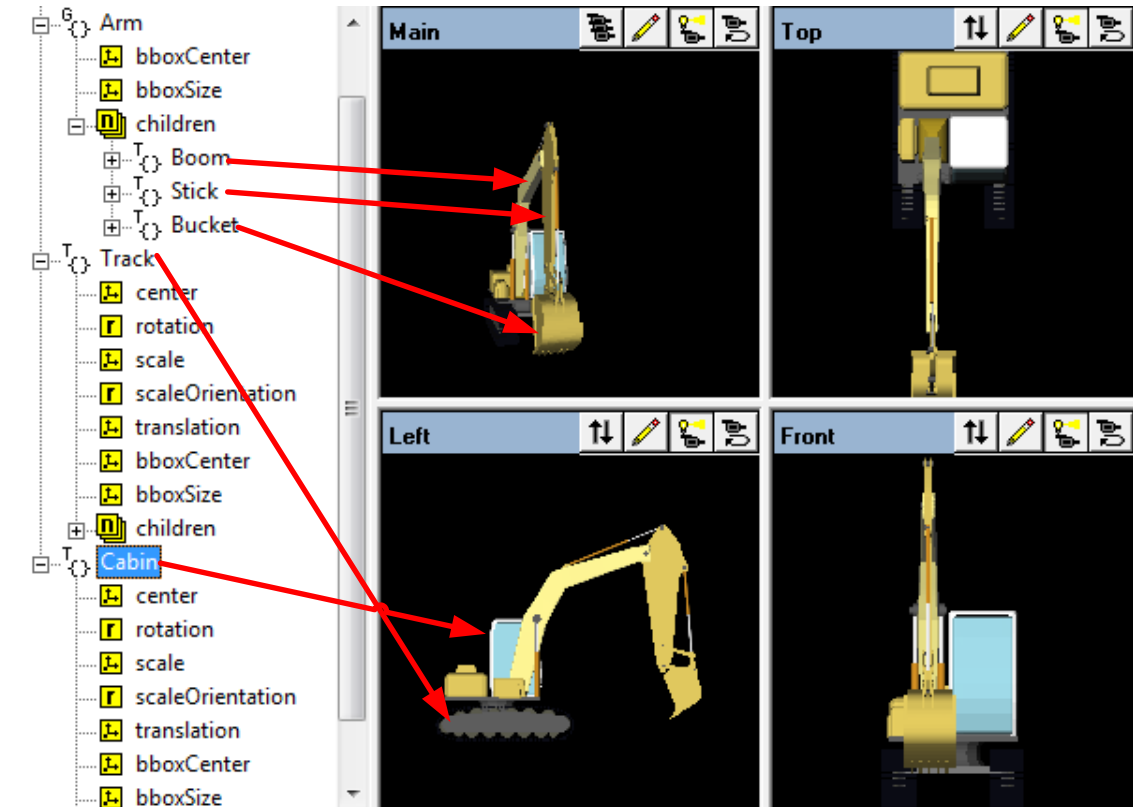 Arm
bboxCenter
bboxSize
children
Boom
Stick
Bucket
Track
center
rotation
scale
scaleOrientation
translation
bboxCenter
bboxSize
children
Cabin
center
rotation
scale
scaleOrientation
translation
bboxCenter
bboxSize
Main
Top
Left
Front